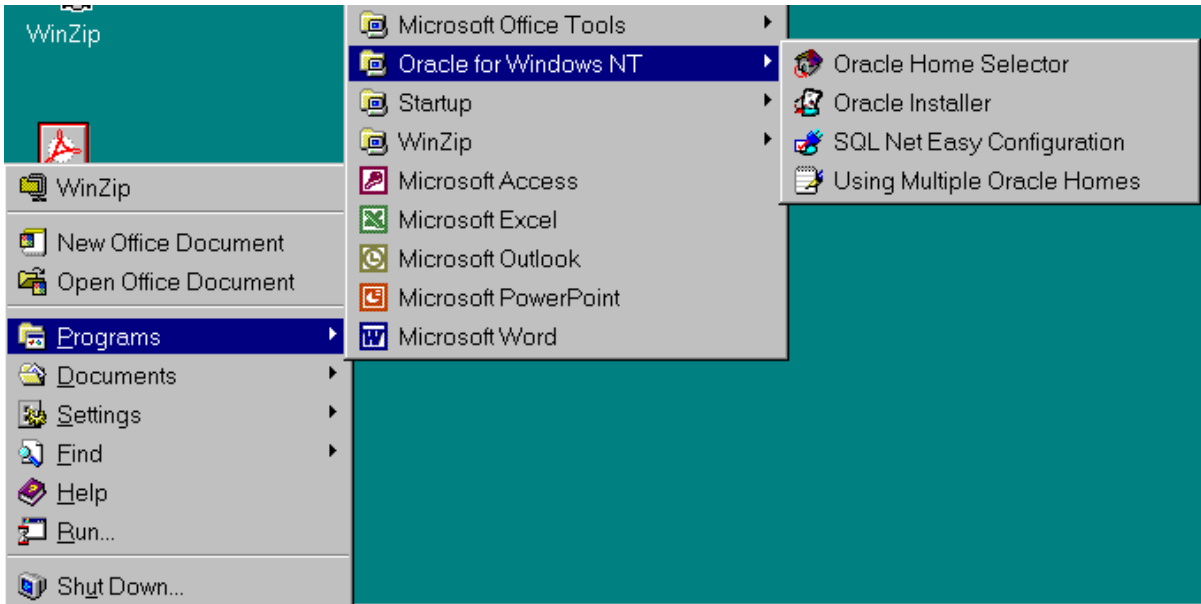 WinZip
WinZip
New Office Document
Open Office Document
Programs
Documents
Settings
Find
Help
Run...
Shut Down...
Microsoft Office Tools
Oracle for Windows NT
Startup
WinZip
Microsoft Access
Microsoft Excel
Microsoft Outlook
Microsoft PowerPoint
Microsoft Word
Oracle Home Selector
Oracle Installer
SQL Net Easy Configuration
Using Multiple Oracle Homes